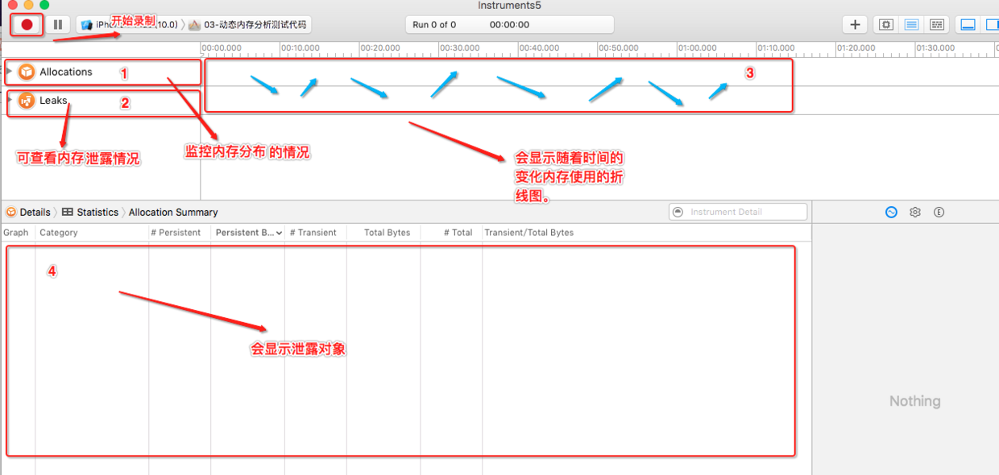 Instruments5
开始录制
iPho (10.0) 〉 03-动态内存分析测试代码
Run 0 of 0 00:00:00
00:00.000 00:10.000 00:20.000 00:30.000 00:40.000 00:50.000 01:00.000 01:10.000 01:20.000 01:30.000
Allocations 1
3
Leaks 2
可查看内存泄露情况
监控内存分布的情况
会显示随着时间的
变化内存使用的折
线图。
Details 〉 Statistics 〉 Allocation Summary
Instrument Detail
E
Graph Category # Persistent Persistent B... # Transient Total Bytes # Total Transient/Total Bytes
4
会显示泄露对象
Nothing